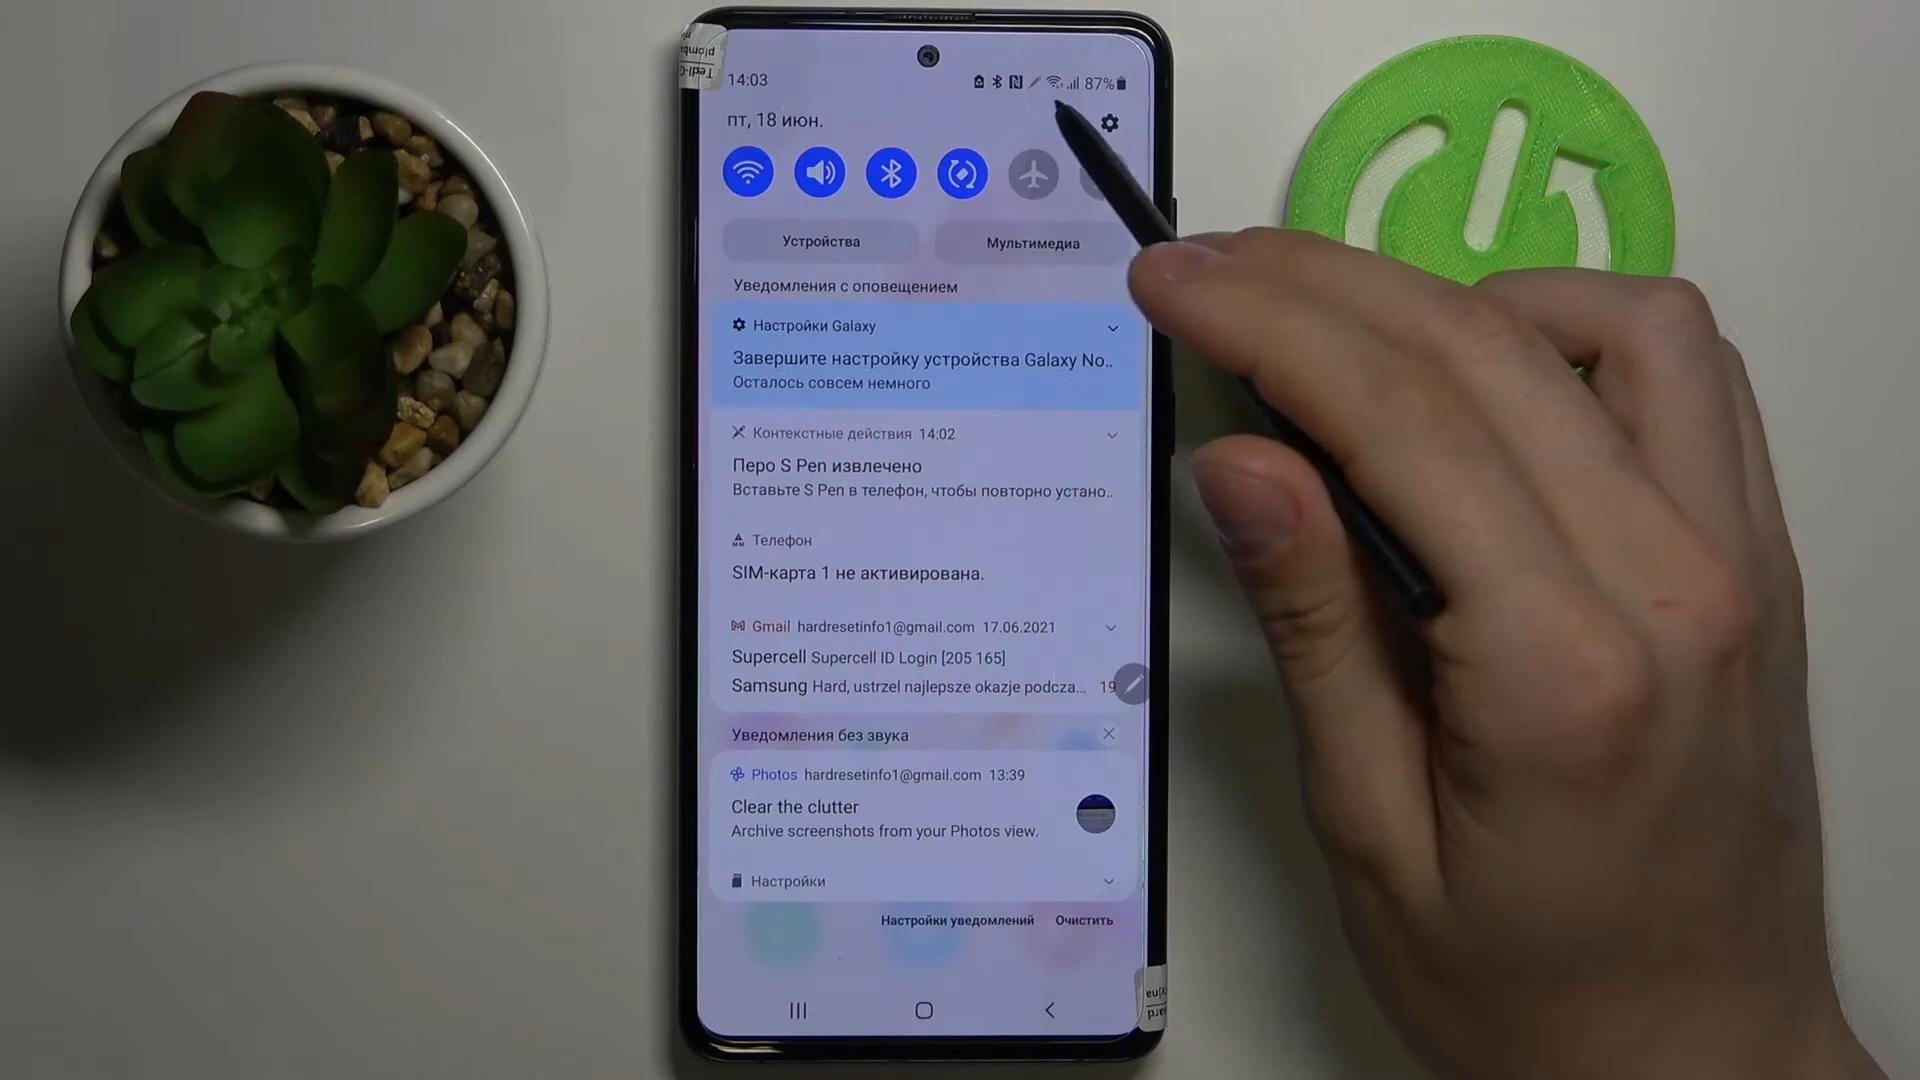 14:03
87%
пт, 18 июн.
Устройства
Мультимедиа
Уведомления с оповещением
Настройки Galaxy
Завершите настройку устройства Galaxy No..
Осталось совсем немного
Контекстные действия 14:02
Перо S Pen извлечено
Вставьте S Pen в телефон, чтобы повторно устано..
Телефон
SIM-карта 1 не активирована.
Gmail hardresetinfo1@gmail.com 17.06.2021
Supercell Supercell ID Login [205 165]
Samsung Hard, ustrzel najlepsze okazje podcza... 19
Уведомления без звука
Photos hardresetinfo1@gmail.com 13:39
Clear the clutter
Archive screenshots from your Photos view.
Настройки
Настройки уведомлений Очистить